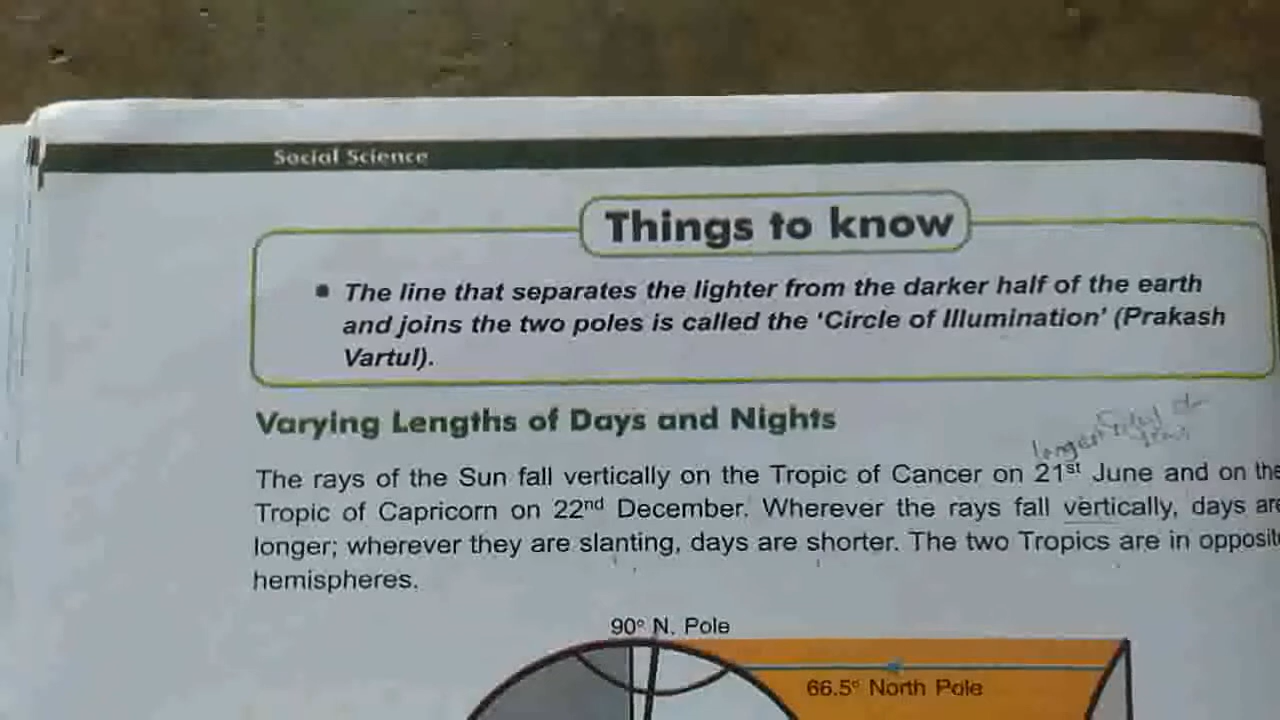 Social Science
Things to know
The line that separates the lighter from the darker half of the earth
and joins the two poles is called the 'Circle of Illumination' (Prakash
Vartul).
Varying Lengths of Days and Nights
longest
The rays of the Sun fall vertically on the Tropic of Cancer on 21st June and on the
Tropic of Capricorn on 22nd December. Wherever the rays fall vertically, days are
longer; wherever they are slanting, days are shorter. The two Tropics are in opposit
hemispheres.
90° N. Pole
66.5° North Pole